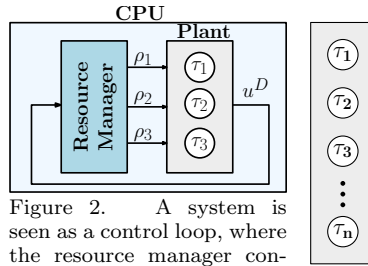 CPU
Plant
Resource
Manager
ρ1
ρ2
ρ3
τ1
τ2
τ3
u^D
Figure 2. A system is
seen as a control loop, where
the resource manager con-
τ1
τ2
τ3
τn